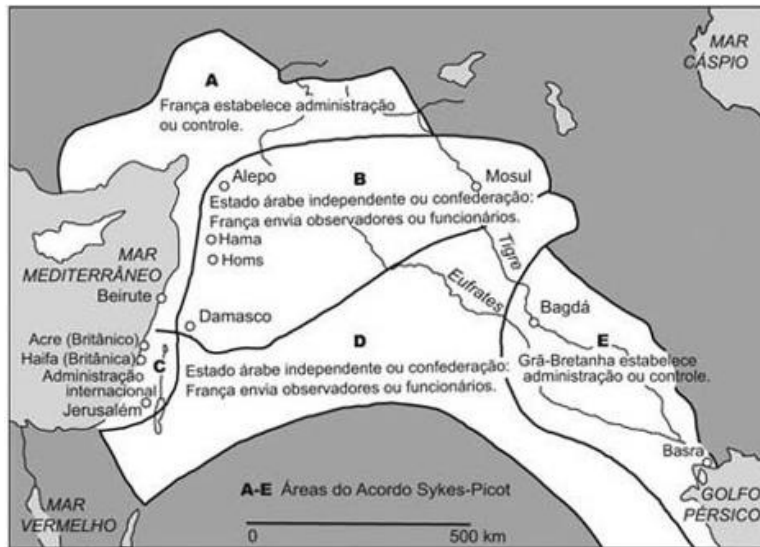 MAR
CÁSPIO
A
França estabelece administração
ou controle.
Alepo
B
Mosul
Estado árabe independente ou confederação:
França envia observadores ou funcionários.
Hama
Homs
Tigre
MAR
MEDITERRÂNEO
Beirute
Eufrates
Bagdá
Damasco
Acre (Britânico)
Haifa (Britânica)
Administração
internacional
Jerusalém
C
D
Estado árabe independente ou confederação:
França envia observadores ou funcionários.
E
Grã-Bretanha estabelece
administração ou controle.
Basra
A-E Áreas do Acordo Sykes-Picot
MAR
VERMELHO
0
500 km
GOLFO
PÉRSICO